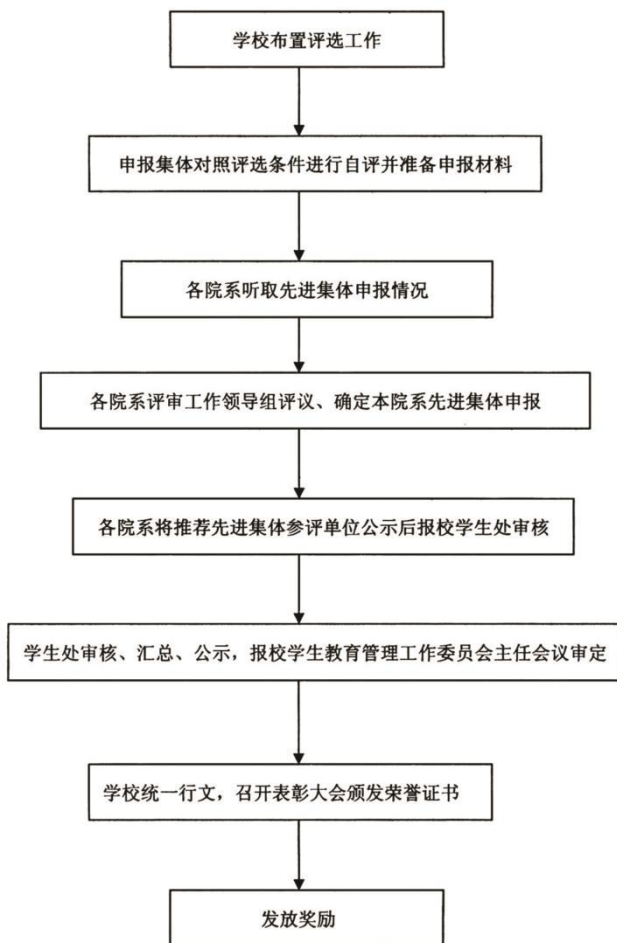 学校布置评选工作
申报集体对照评选条件进行自评并准备申报材料
各院系听取先进集体申报情况
各院系评审工作领导组评议、确定本院系先进集体申报
各院系将推荐先进集体参评单位公示后报校学生处审核
学生处审核、汇总、公示，报校学生教育管理工作委员会主任会议审定
学校统一行文，召开表彰大会颁发荣誉证书
发放奖励